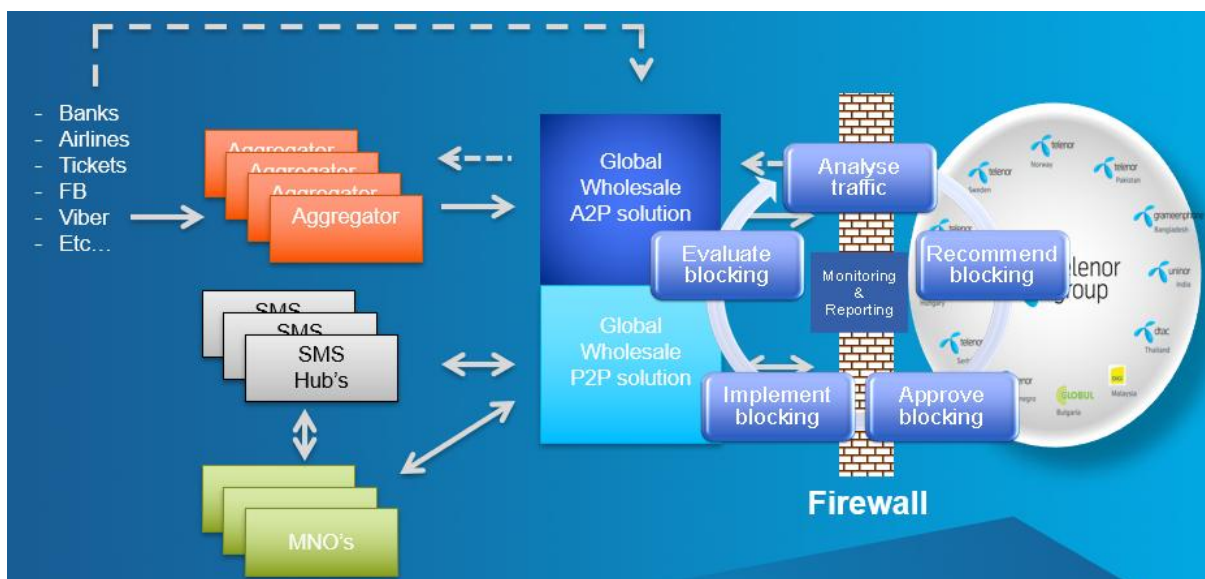 - Banks
- Airlines
- Tickets
- FB
- Viber
- Etc...
Aggregator
Aggregator
Aggregator
Aggregator
SMS
SMS
SMS
Hub's
MNO's
Global
Wholesale
A2P solution
Global
Wholesale
P2P solution
Analyse
traffic
Recommend
blocking
Approve
blocking
Implement
blocking
Evaluate
blocking
Monitoring
&
Reporting
Firewall
telenor
Norway
telenor
Pakistan
telenor
Sweden
grameenphone
Bangladesh
uninor
India
dtac
Thailand
DiGi
Malaysia
GLOBUL
Bulgaria
telenor
group